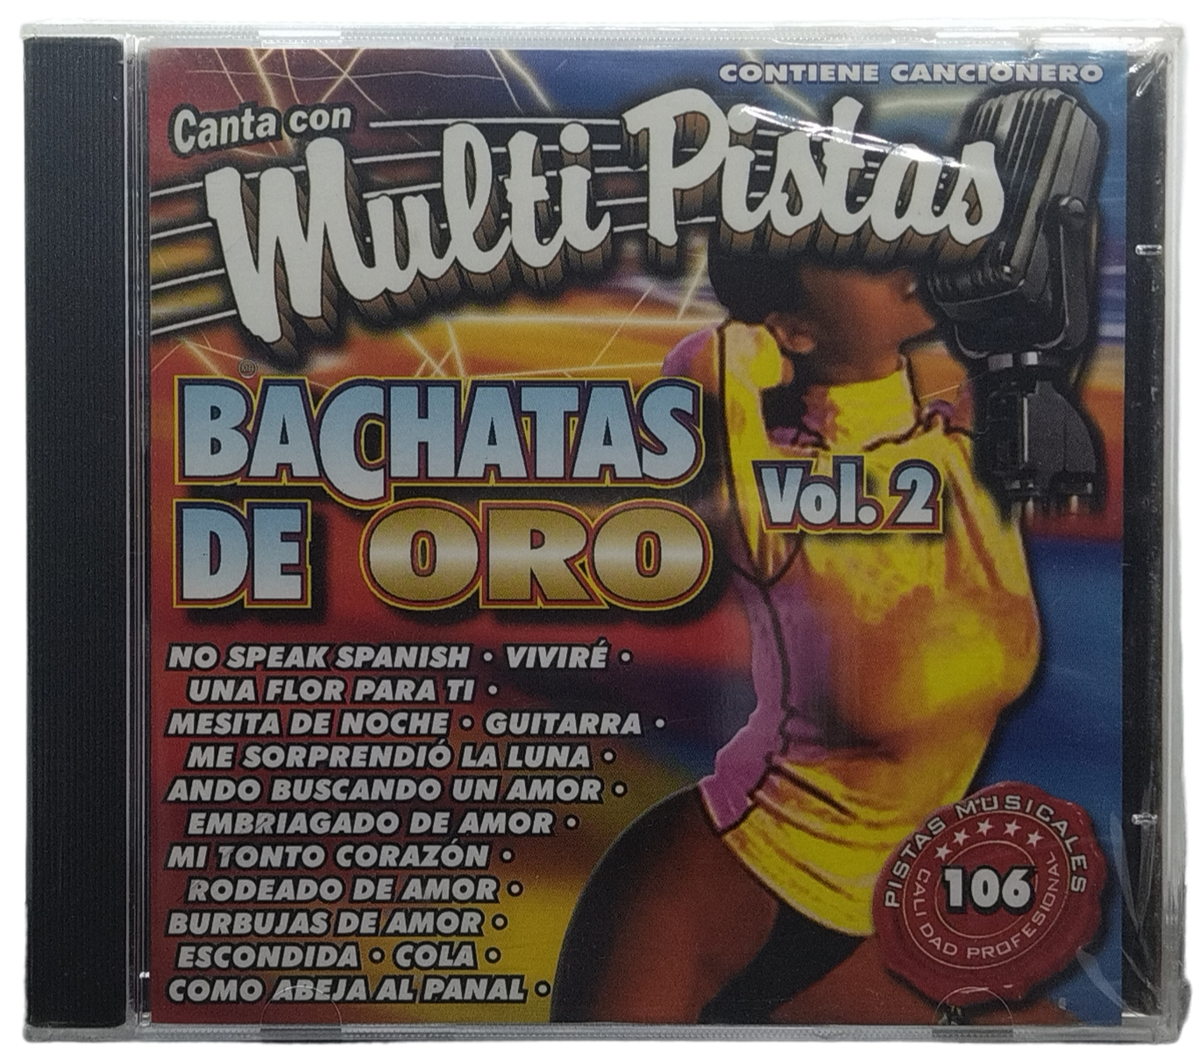 CONTIENE CANCIONERO
Canta con
Multi Pistas
MR
BACHATAS
DE ORO
Vol. 2
NO SPEAK SPANISH • VIVIRÉ •
UNA FLOR PARA TI •
MESITA DE NOCHE • GUITARRA •
ME SORPRENDIÓ LA LUNA •
ANDO BUSCANDO UN AMOR •
EMBRIAGADO DE AMOR •
MI TONTO CORAZÓN •
RODEADO DE AMOR •
BURBUJAS DE AMOR •
ESCONDIDA • COLA •
COMO ABEJA AL PANAL •
PISTAS MUSICALES
106
CALIDAD PROFESIONAL